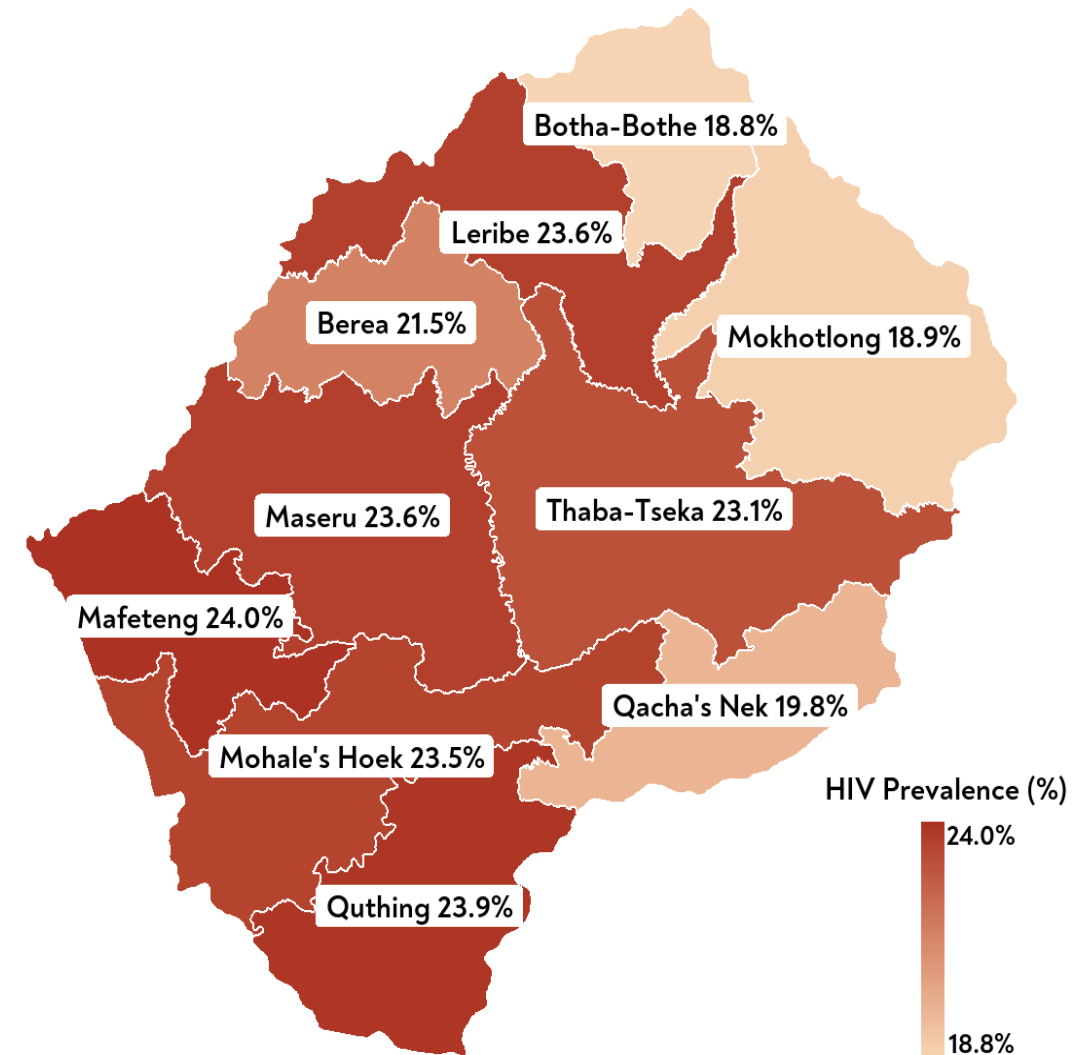 Botha-Bothe 18.8%
Leribe 23.6%
Berea 21.5%
Mokhotlong 18.9%
Maseru 23.6%
Thaba-Tseka 23.1%
Mafeteng 24.0%
Qacha's Nek 19.8%
Mohale's Hoek 23.5%
Quthing 23.9%
HIV Prevalence (%)
24.0%
18.8%